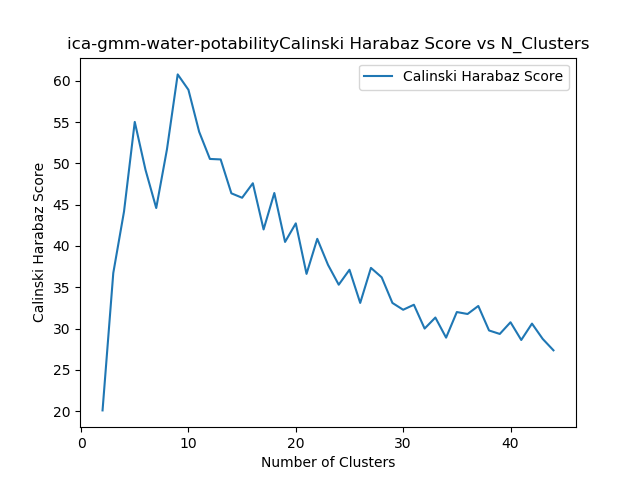 ica-gmm-water-potabilityCalinski Harabaz Score vs N_Clusters
Calinski Harabaz Score
60
55
50
45
40
35
30
25
20
Calinski Harabaz Score
0 10 20 30 40
Number of Clusters